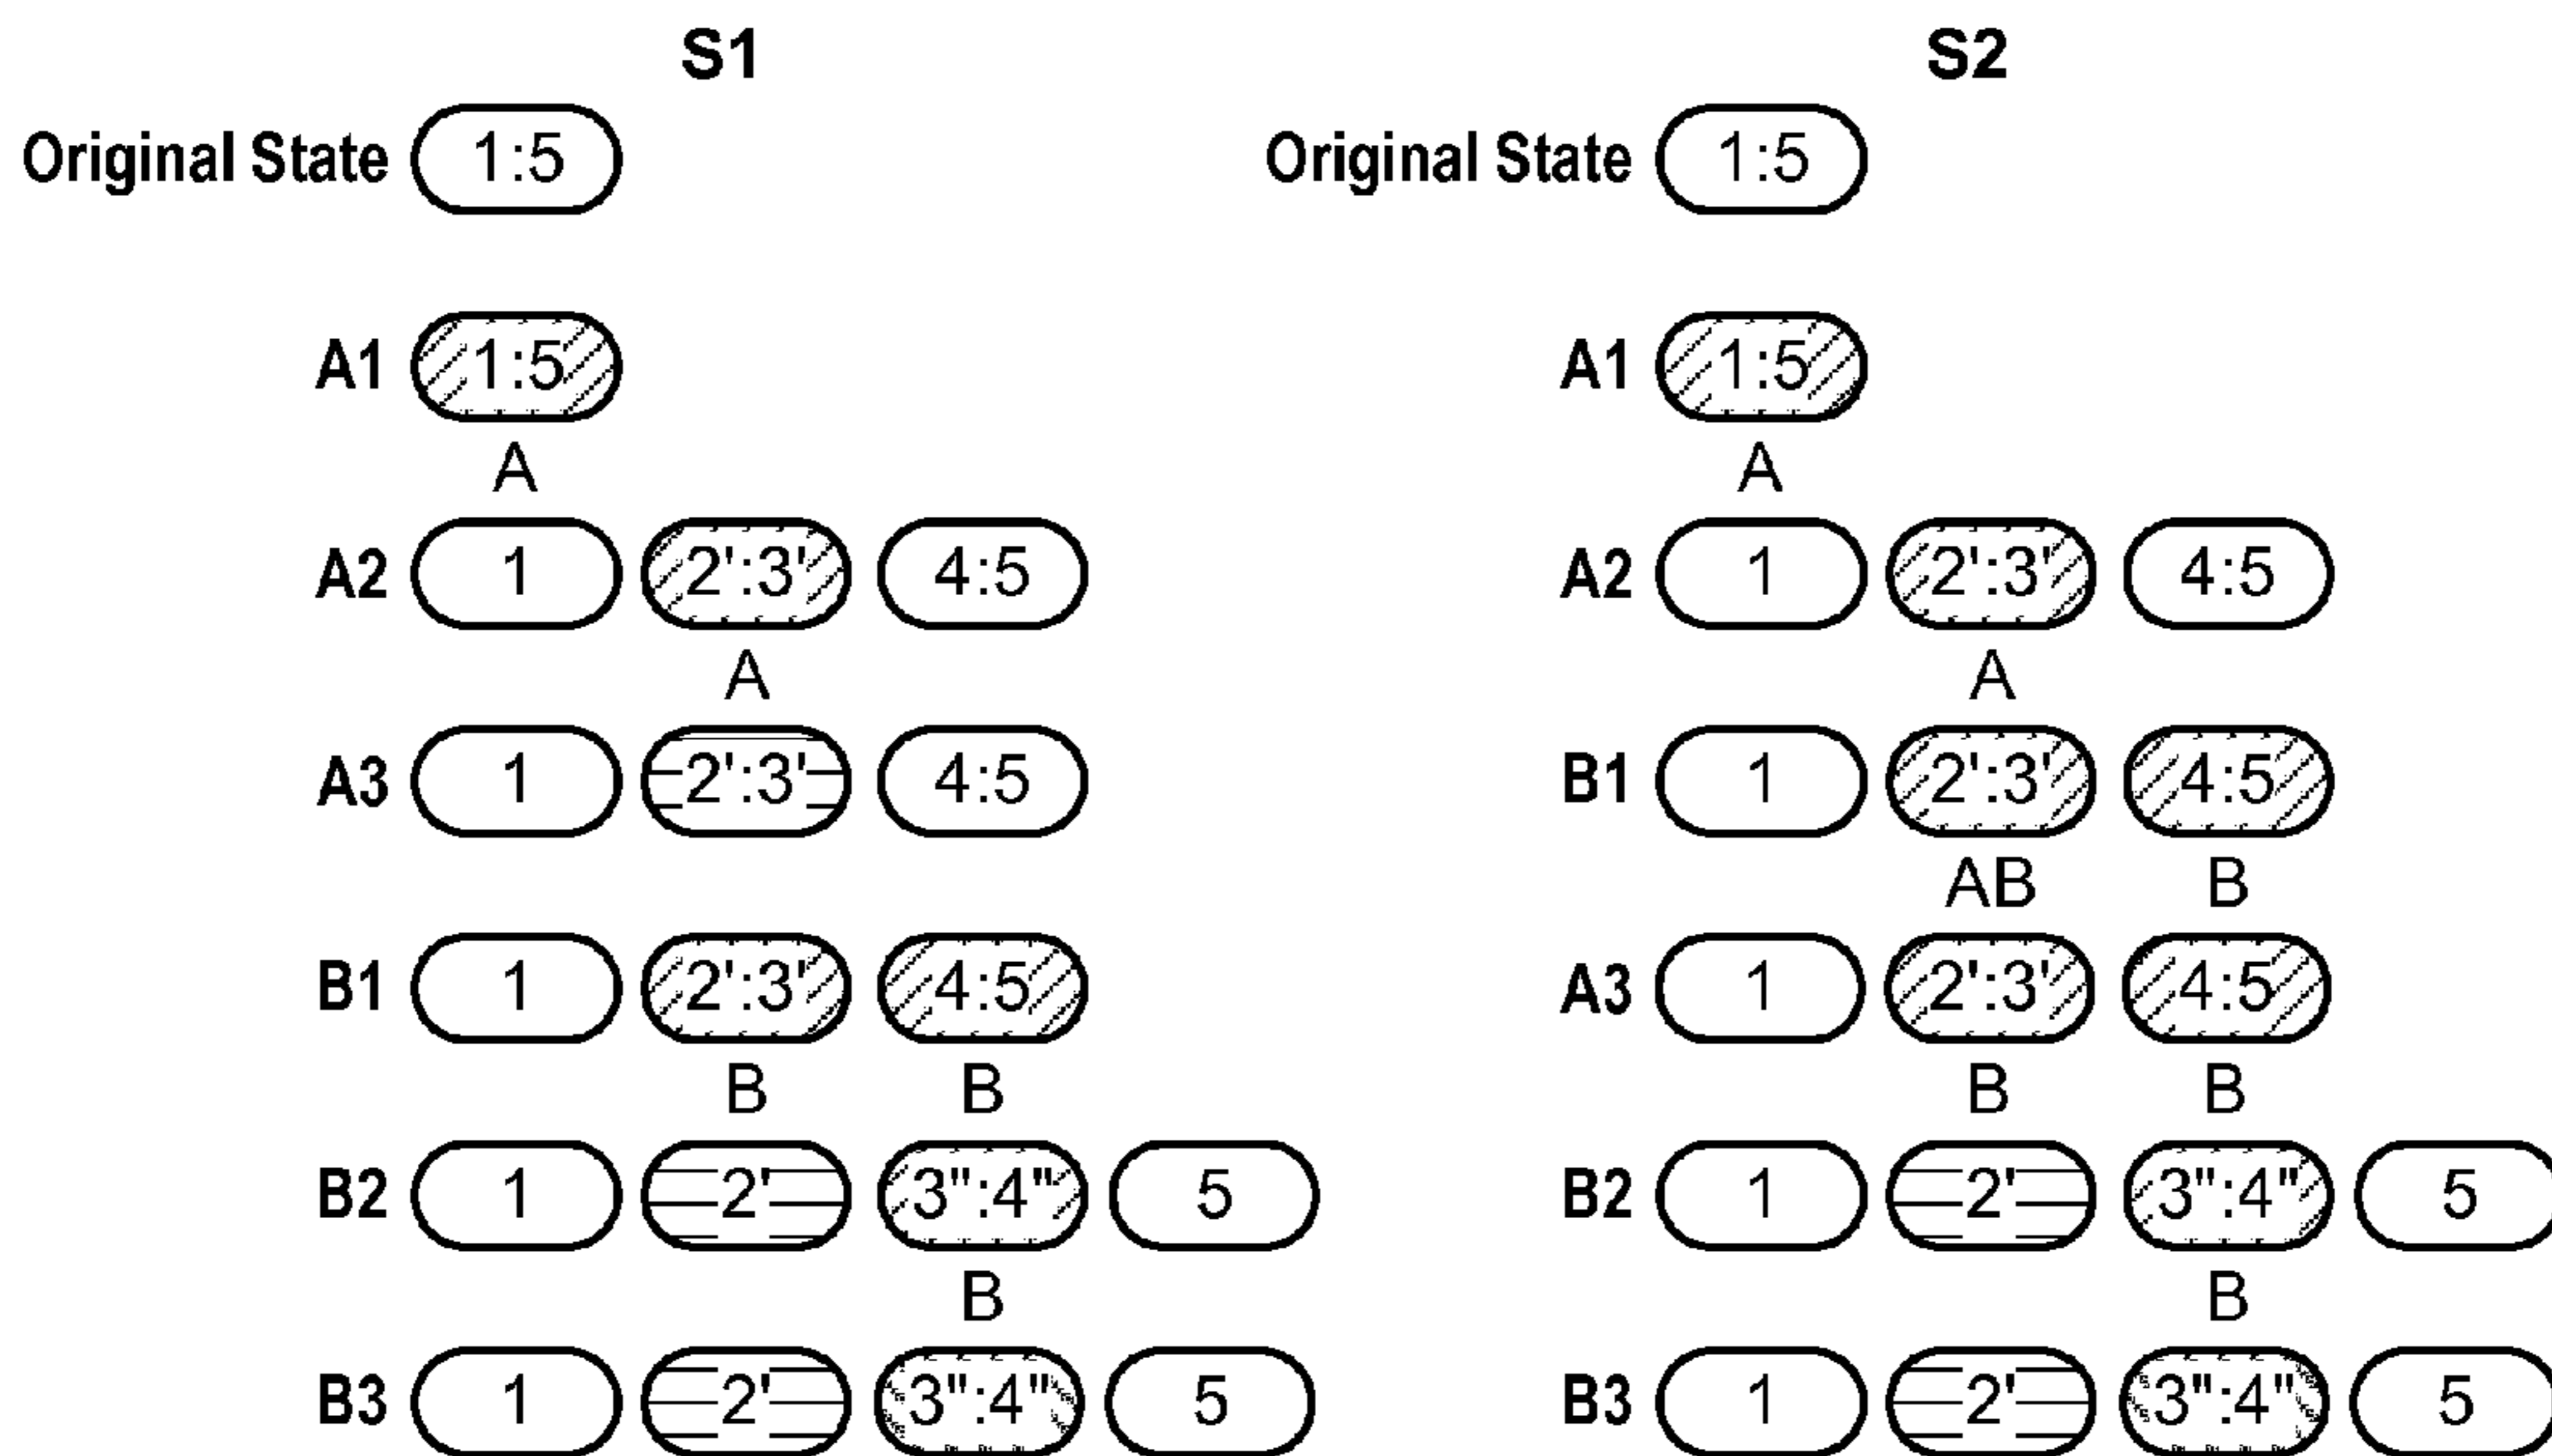 S1
Original State 1:5
A1 1:5
A
A2 1 2':3' 4:5
A
A3 1 2':3' 4:5
B1 1 2':3' 4:5
B B
B2 1 2' 3":4" 5
B
B3 1 2' 3":4" 5
S2
Original State 1:5
A1 1:5
A
A2 1 2':3' 4:5
A
B1 1 2':3' 4:5
AB B
A3 1 2':3' 4:5
B B
B2 1 2' 3":4" 5
B
B3 1 2' 3":4" 5